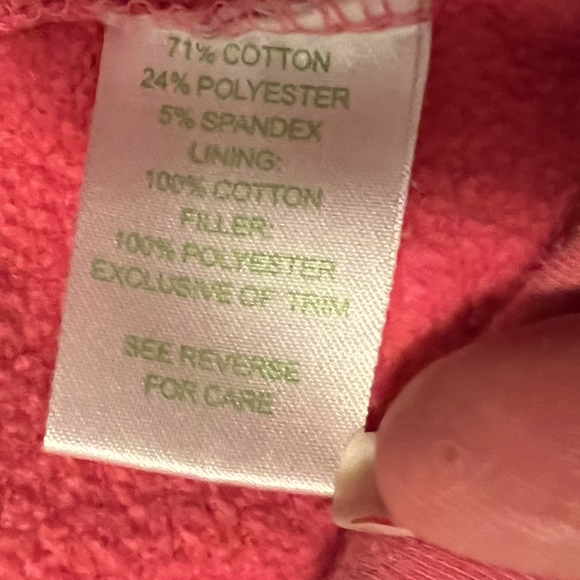 71% COTTON
24% POLYESTER
5% SPANDEX
LINING:
100% COTTON
FILLER:
100% POLYESTER
EXCLUSIVE OF TRIM
SEE REVERSE
FOR CARE